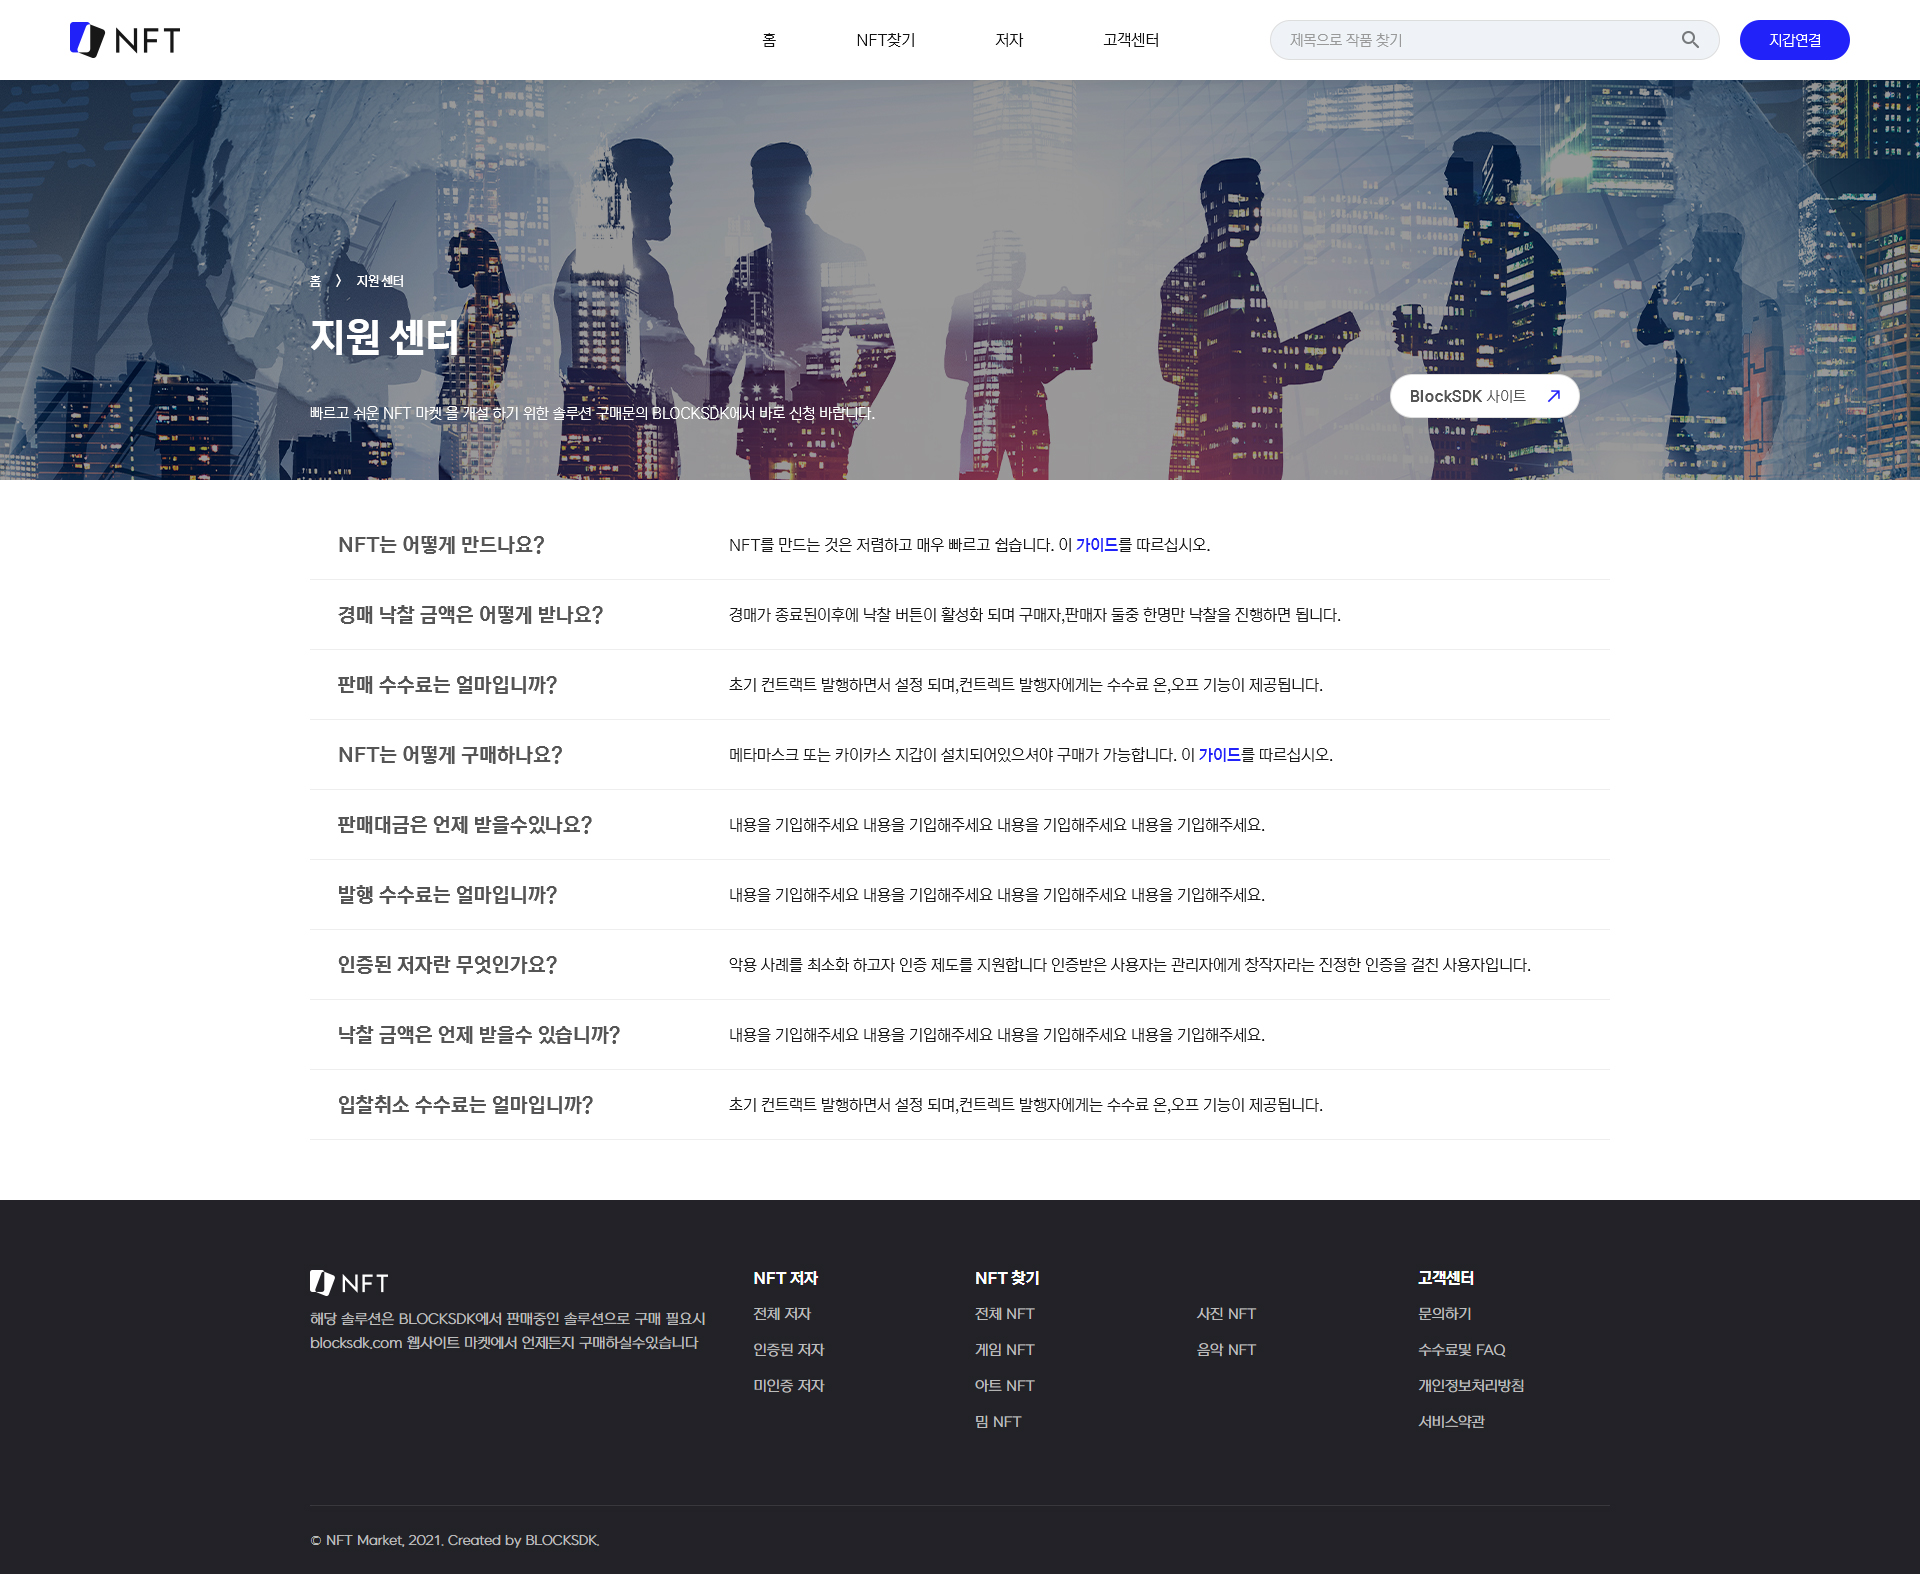 NFT
홈
NFT찾기
저자
고객센터
제목으로 작품 찾기
지갑연결
홈 > 지원 센터
지원 센터
빠르고 쉬운 NFT 마켓 을 개설 하기 위한 솔루션 구매문의 BLOCKSDK에서 바로 신청 바랍니다.
BlockSDK 사이트
NFT는 어떻게 만드나요?
NFT를 만드는 것은 저렴하고 매우 빠르고 쉽습니다. 이 가이드를 따르십시오.
경매 낙찰 금액은 어떻게 받나요?
경매가 종료된이후에 낙찰 버튼이 활성화 되며 구매자,판매자 둘중 한명만 낙찰을 진행하면 됩니다.
판매 수수료는 얼마입니까?
초기 컨트랙트 발행하면서 설정 되며,컨트렉트 발행자에게는 수수료 온,오프 기능이 제공됩니다.
NFT는 어떻게 구매하나요?
메타마스크 또는 카이카스 지갑이 설치되어있으셔야 구매가 가능합니다. 이 가이드를 따르십시오.
판매대금은 언제 받을수있나요?
내용을 기입해주세요 내용을 기입해주세요 내용을 기입해주세요 내용을 기입해주세요.
발행 수수료는 얼마입니까?
내용을 기입해주세요 내용을 기입해주세요 내용을 기입해주세요 내용을 기입해주세요.
인증된 저자란 무엇인가요?
악용 사례를 최소화 하고자 인증 제도를 지원합니다 인증받은 사용자는 관리자에게 창작자라는 진정한 인증을 걸친 사용자입니다.
낙찰 금액은 언제 받을수 있습니까?
내용을 기입해주세요 내용을 기입해주세요 내용을 기입해주세요 내용을 기입해주세요.
입찰취소 수수료는 얼마입니까?
초기 컨트랙트 발행하면서 설정 되며,컨트렉트 발행자에게는 수수료 온,오프 기능이 제공됩니다.
NFT
해당 솔루션은 BLOCKSDK에서 판매중인 솔루션으로 구매 필요시
blocksdk.com 웹사이트 마켓에서 언제든지 구매하실수있습니다
NFT 저자
전체 저자
인증된 저자
미인증 저자
NFT 찾기
전체 NFT
게임 NFT
아트 NFT
밈 NFT
사진 NFT
음악 NFT
고객센터
문의하기
수수료및 FAQ
개인정보처리방침
서비스약관
© NFT Market, 2021. Created by BLOCKSDK.